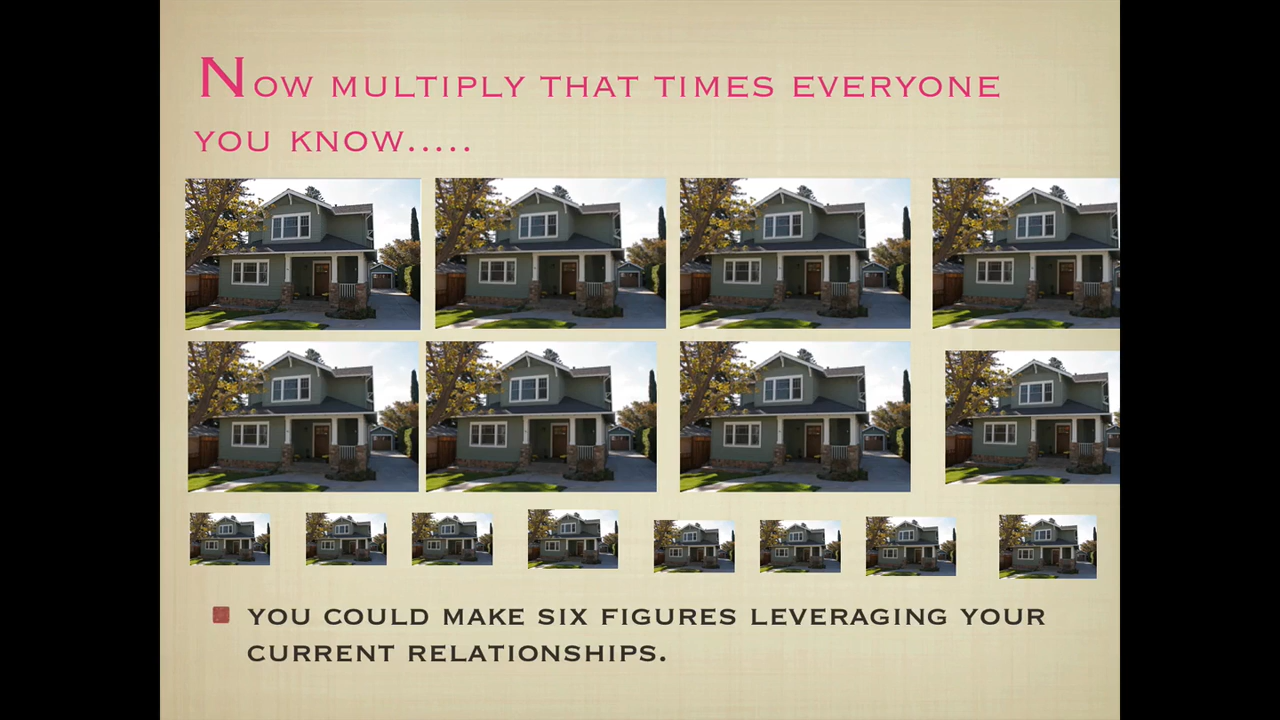 Now multiply that times everyone
you know.....
you could make six figures leveraging your
current relationships.